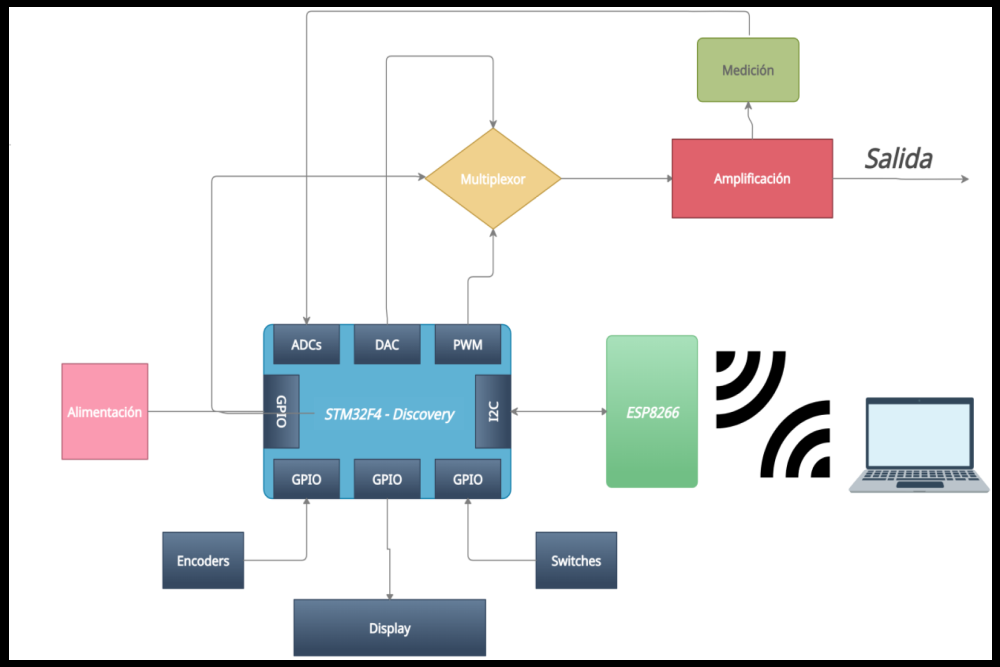 Medición
Salida
Multiplexor
Amplificación
ADCs
DAC
PWM
Alimentación
GPIO
STM32F4 - Discovery
I2C
ESP8266
GPIO
GPIO
GPIO
Encoders
Switches
Display